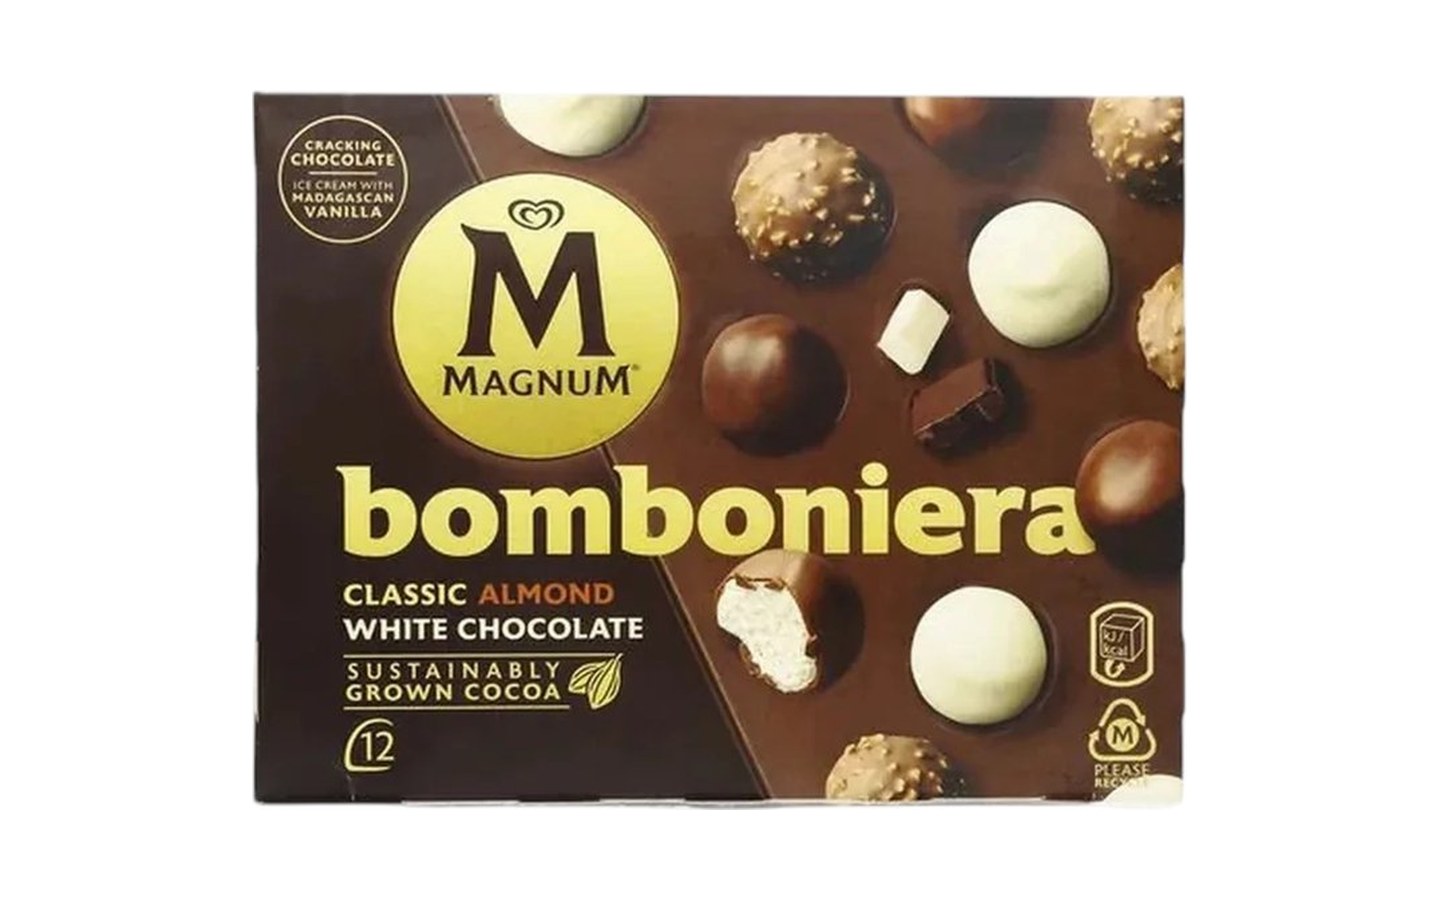 CRACKING
CHOCOLATE
ICE CREAM WITH
MADAGASCAN
VANILLA
M
MAGNUM®
bomboniera
CLASSIC ALMOND
WHITE CHOCOLATE
SUSTAINABLY
GROWN COCOA
12
kJ/
kcal
M
PLEASE
RECYCLE